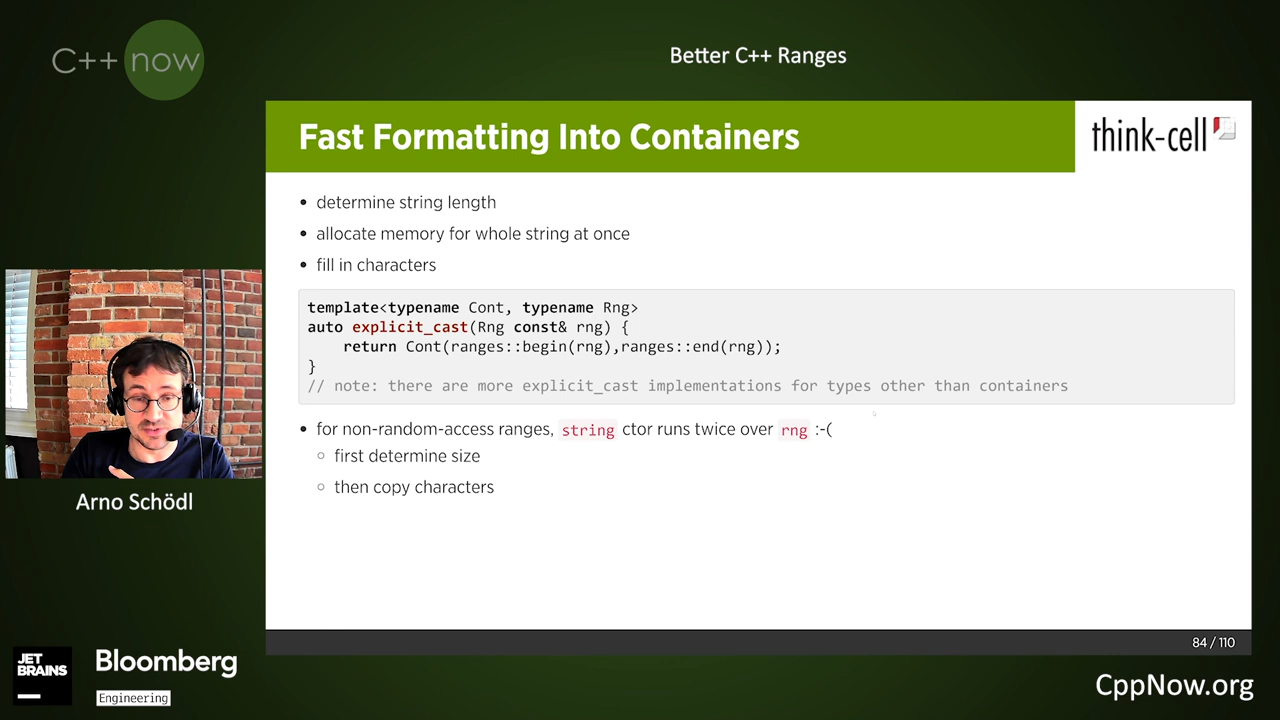 C++ now
Better C++ Ranges
Fast Formatting Into Containers
think-cell
• determine string length
• allocate memory for whole string at once
• fill in characters
template<typename Cont, typename Rng>
auto explicit_cast(Rng const& rng) {
    return Cont(ranges::begin(rng),ranges::end(rng));
}
// note: there are more explicit_cast implementations for types other than containers
• for non-random-access ranges, string ctor runs twice over rng :-(
○ first determine size
○ then copy characters
Arno Schödl
84 / 110
JET
BRAINS
Bloomberg
Engineering
CppNow.org